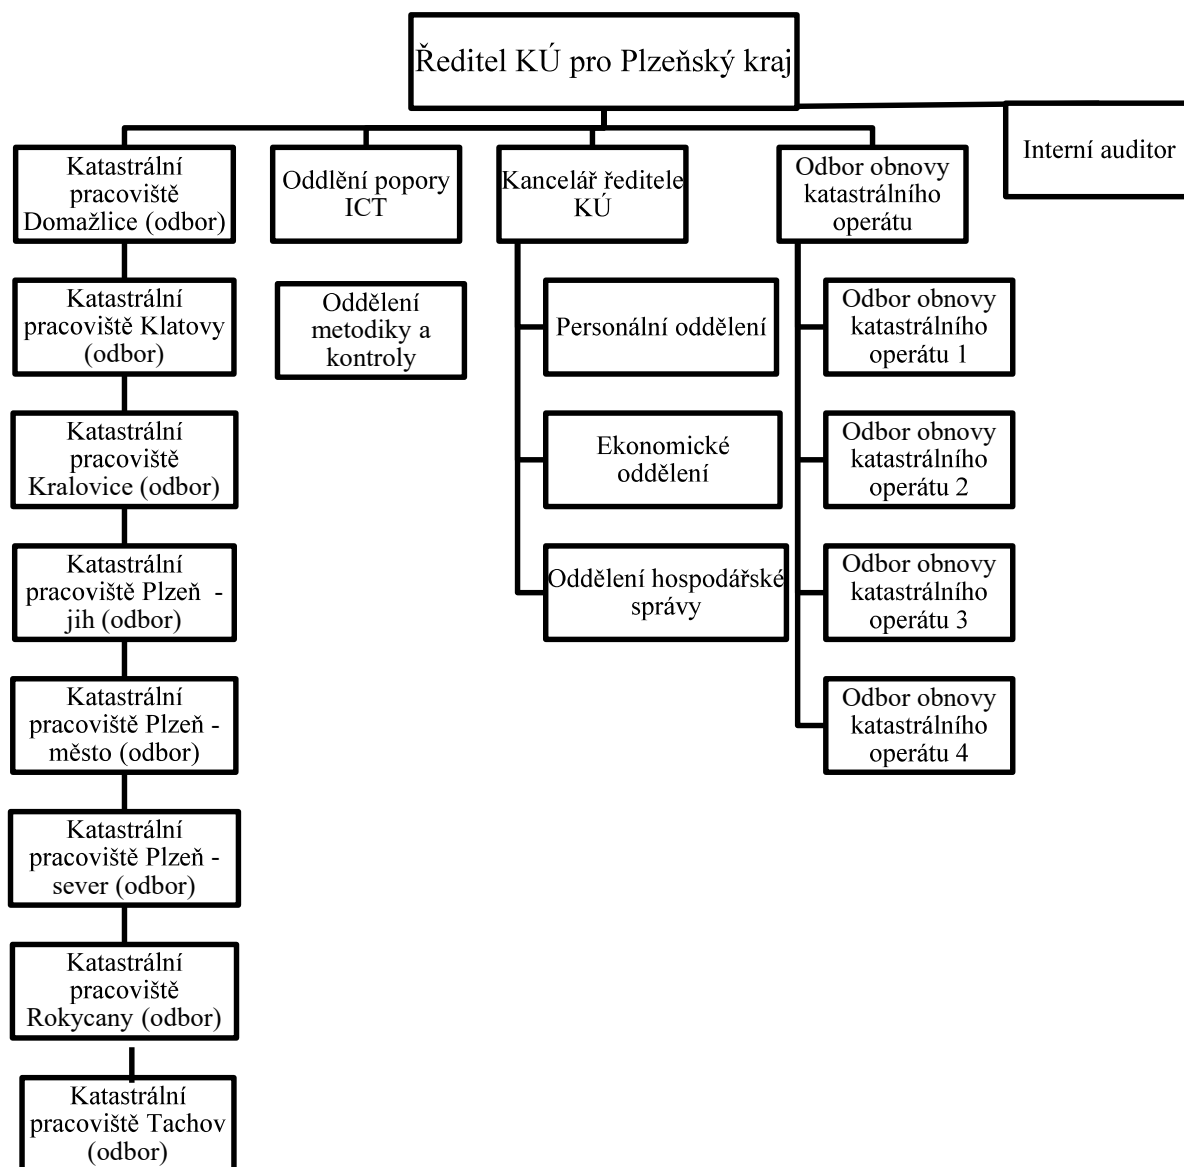 Ředitel KÚ pro Plzeňský kraj
Interní auditor
Katastrální
pracoviště
Domažlice (odbor)
Oddlění popory
ICT
Kancelář ředitele
KÚ
Odbor obnovy
katastrálního
operátu
Katastrální
pracoviště Klatovy
(odbor)
Oddělení
metodiky a
kontroly
Personální oddělení
Odbor obnovy
katastrálního
operátu 1
Katastrální
pracoviště
Kralovice (odbor)
Ekonomické
oddělení
Odbor obnovy
katastrálního
operátu 2
Katastrální
pracoviště Plzeň -
jih (odbor)
Oddělení hospodářské
správy
Odbor obnovy
katastrálního
operátu 3
Katastrální
pracoviště Plzeň -
město (odbor)
Odbor obnovy
katastrálního
operátu 4
Katastrální
pracoviště Plzeň -
sever (odbor)
Katastrální
pracoviště
Rokycany (odbor)
Katastrální
pracoviště Tachov
(odbor)